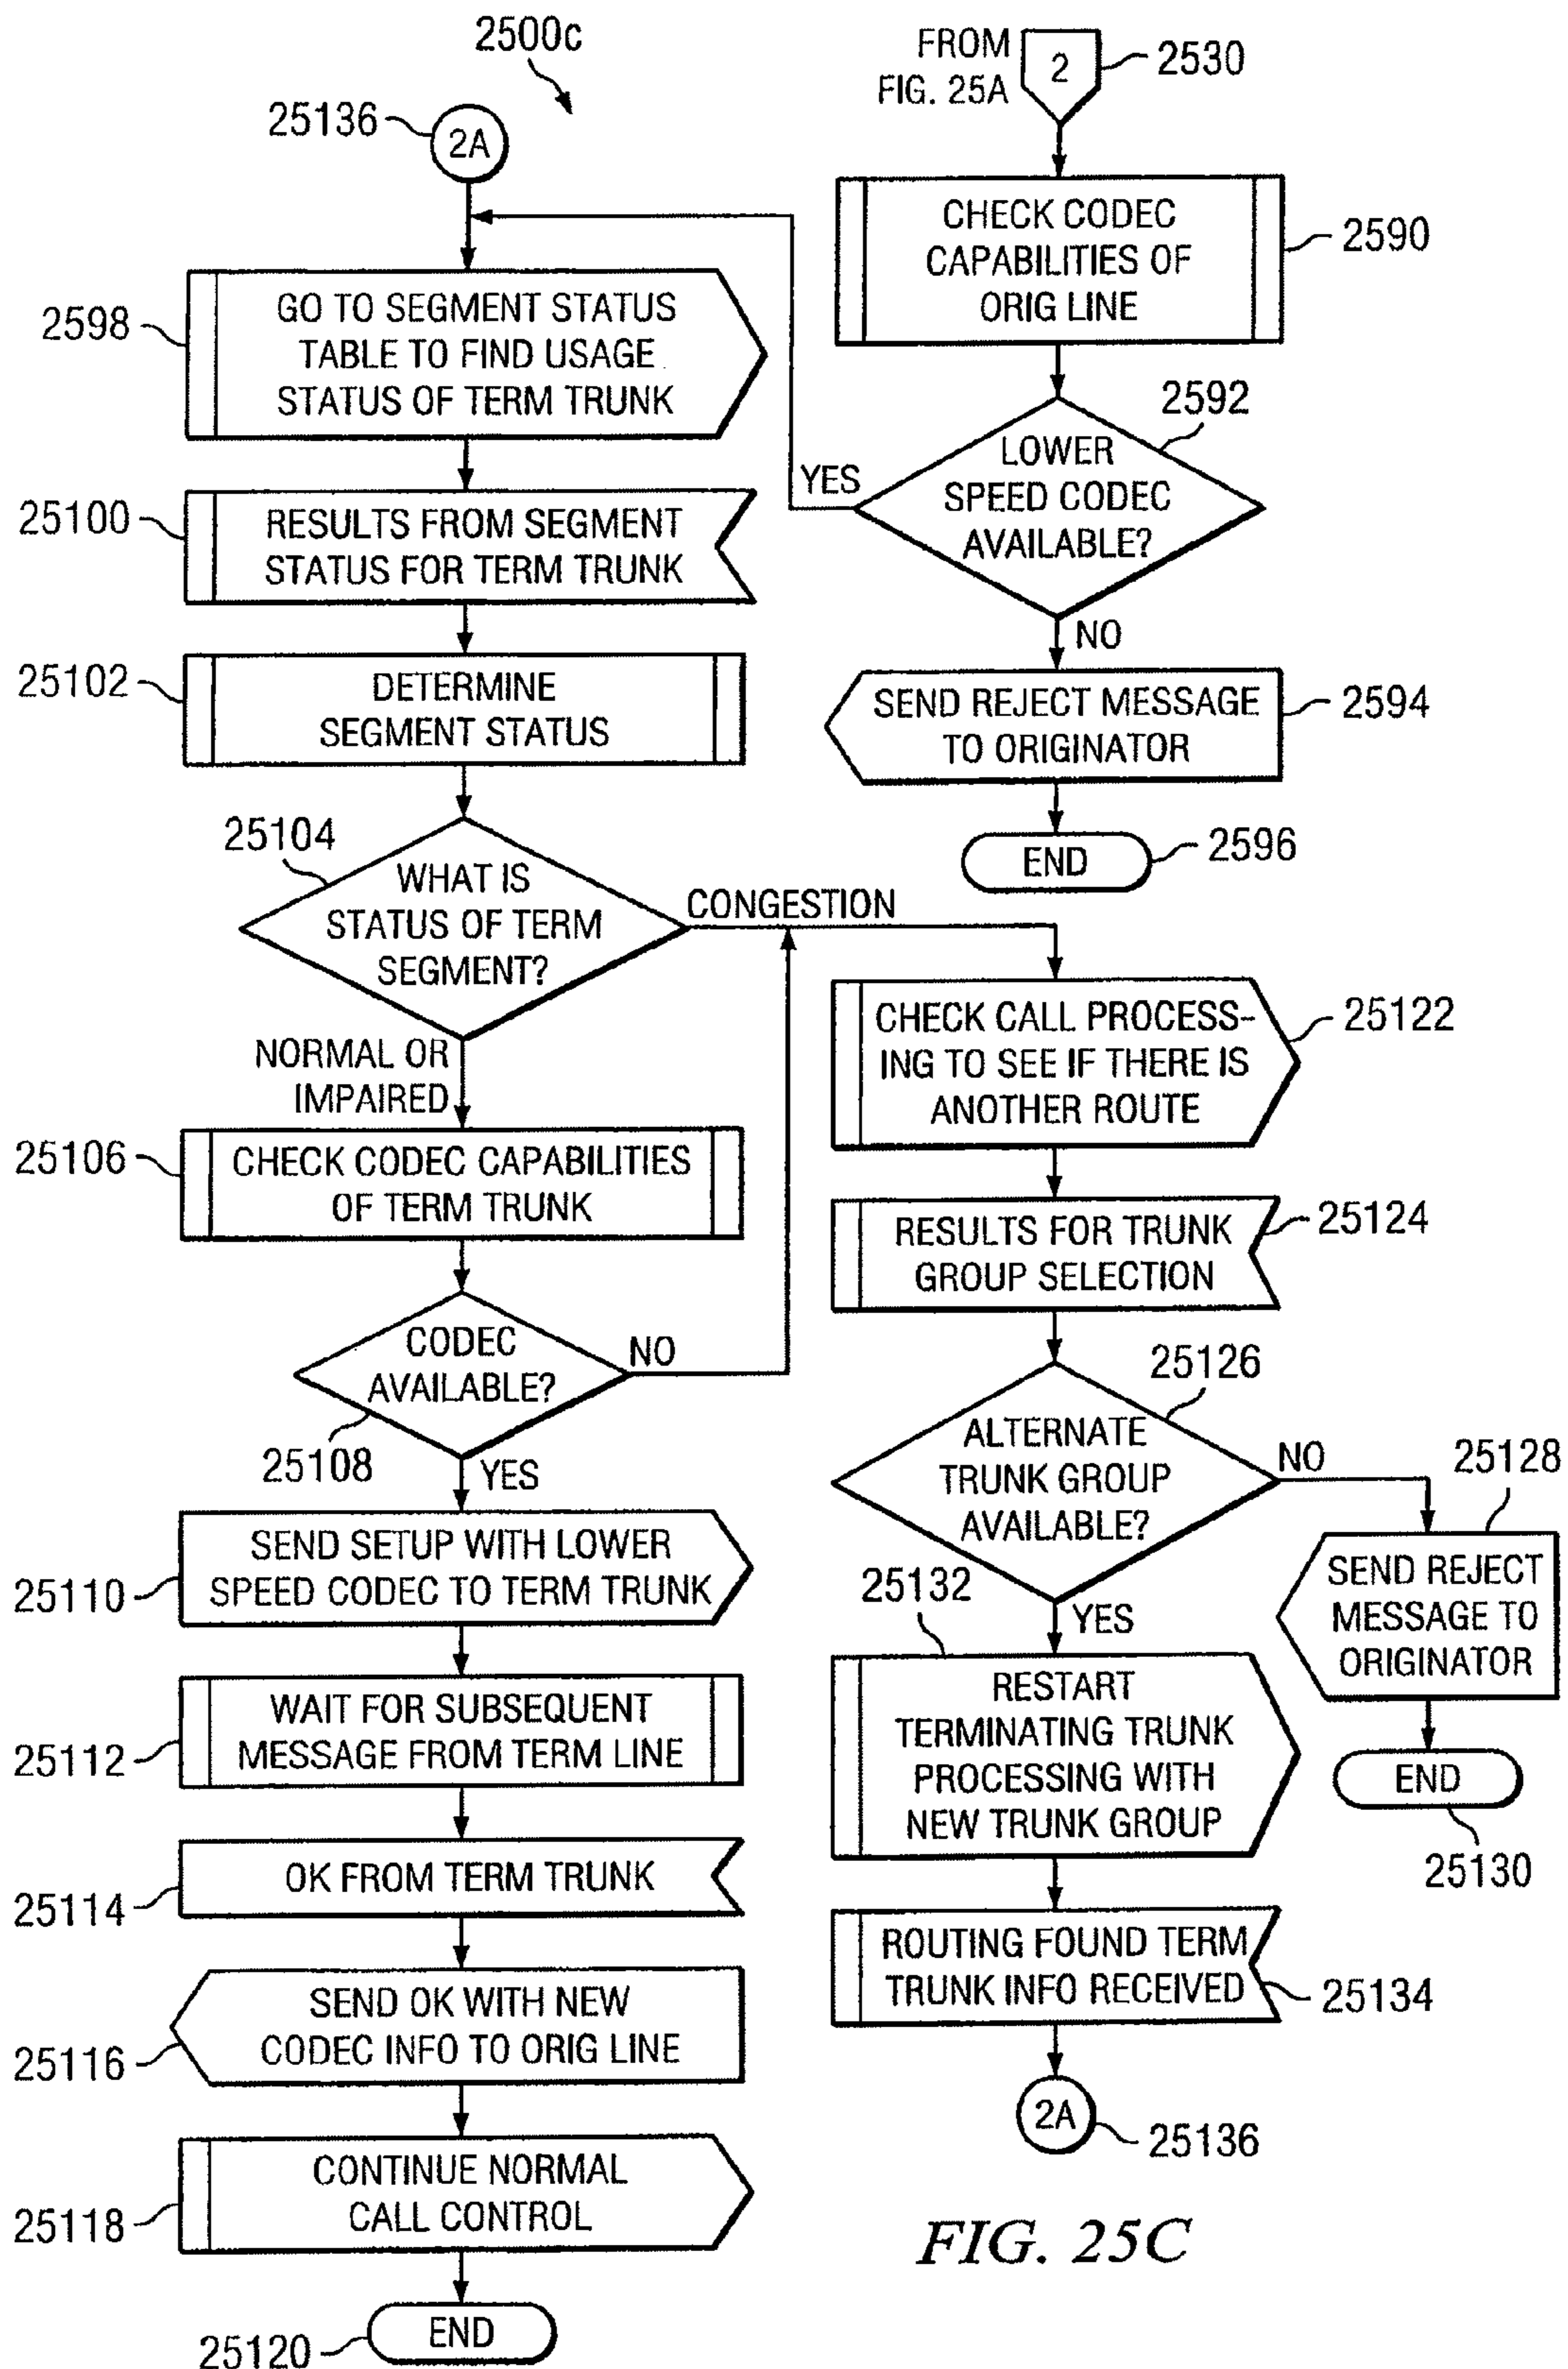 2500c
25136
2A
2598
GO TO SEGMENT STATUS
TABLE TO FIND USAGE
STATUS OF TERM TRUNK
25100
RESULTS FROM SEGMENT
STATUS FOR TERM TRUNK
25102
DETERMINE
SEGMENT STATUS
25104
WHAT IS
STATUS OF TERM
SEGMENT?
CONGESTION
NORMAL OR
IMPAIRED
25106
CHECK CODEC CAPABILITIES
OF TERM TRUNK
CODEC
AVAILABLE?
NO
25108
YES
25110
SEND SETUP WITH LOWER
SPEED CODEC TO TERM TRUNK
25112
WAIT FOR SUBSEQUENT
MESSAGE FROM TERM LINE
25114
OK FROM TERM TRUNK
25116
SEND OK WITH NEW
CODEC INFO TO ORIG LINE
25118
CONTINUE NORMAL
CALL CONTROL
25120
END
FROM
FIG. 25A
2
2530
CHECK CODEC
CAPABILITIES OF
ORIG LINE
2590
2592
LOWER
SPEED CODEC
AVAILABLE?
YES
NO
SEND REJECT MESSAGE
TO ORIGINATOR
2594
END
2596
CHECK CALL PROCESS-
ING TO SEE IF THERE IS
ANOTHER ROUTE
25122
RESULTS FOR TRUNK
GROUP SELECTION
25124
25126
ALTERNATE
TRUNK GROUP
AVAILABLE?
NO
25128
SEND REJECT
MESSAGE TO
ORIGINATOR
END
25130
YES
25132
RESTART
TERMINATING TRUNK
PROCESSING WITH
NEW TRUNK GROUP
ROUTING FOUND TERM
TRUNK INFO RECEIVED
25134
2A
25136
FIG. 25C